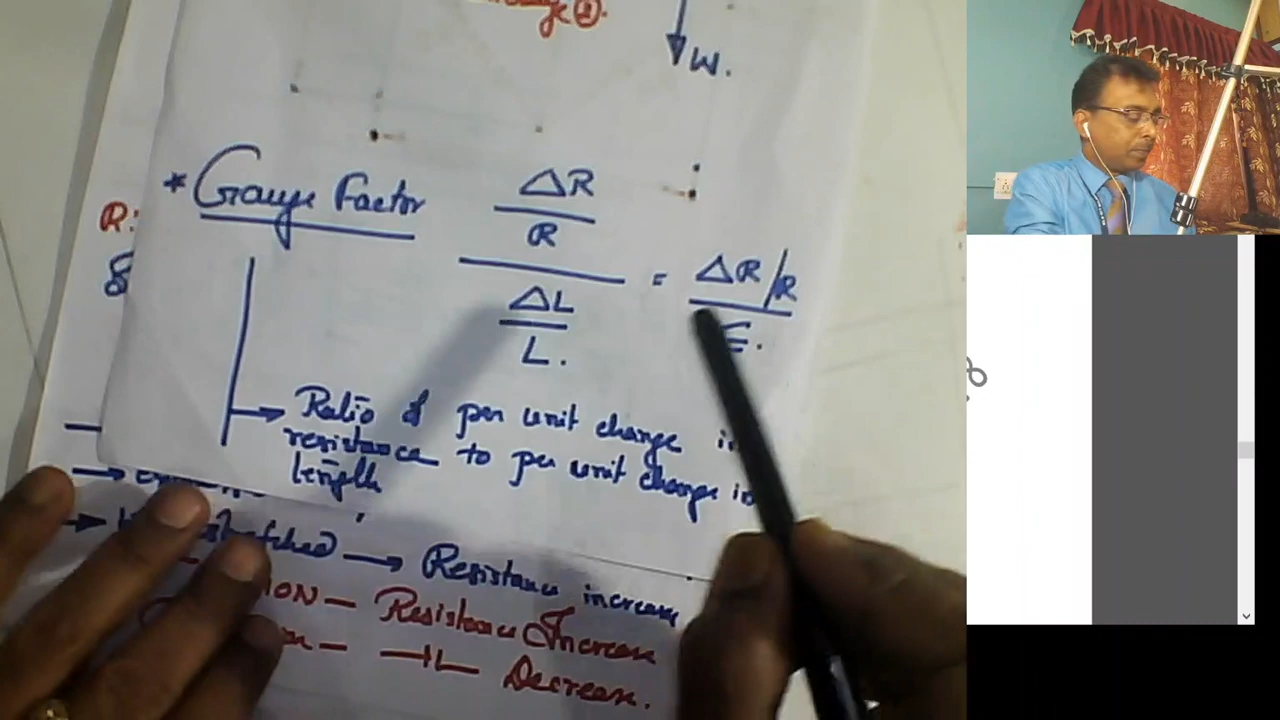 W.
* Gauge Factor
ΔR
R
ΔL
L.
= ΔR/R
ε.
R:
Ratio of per unit change in
resistance to per unit change in
length
Resistance increase
Resistance Increase
Decrease.